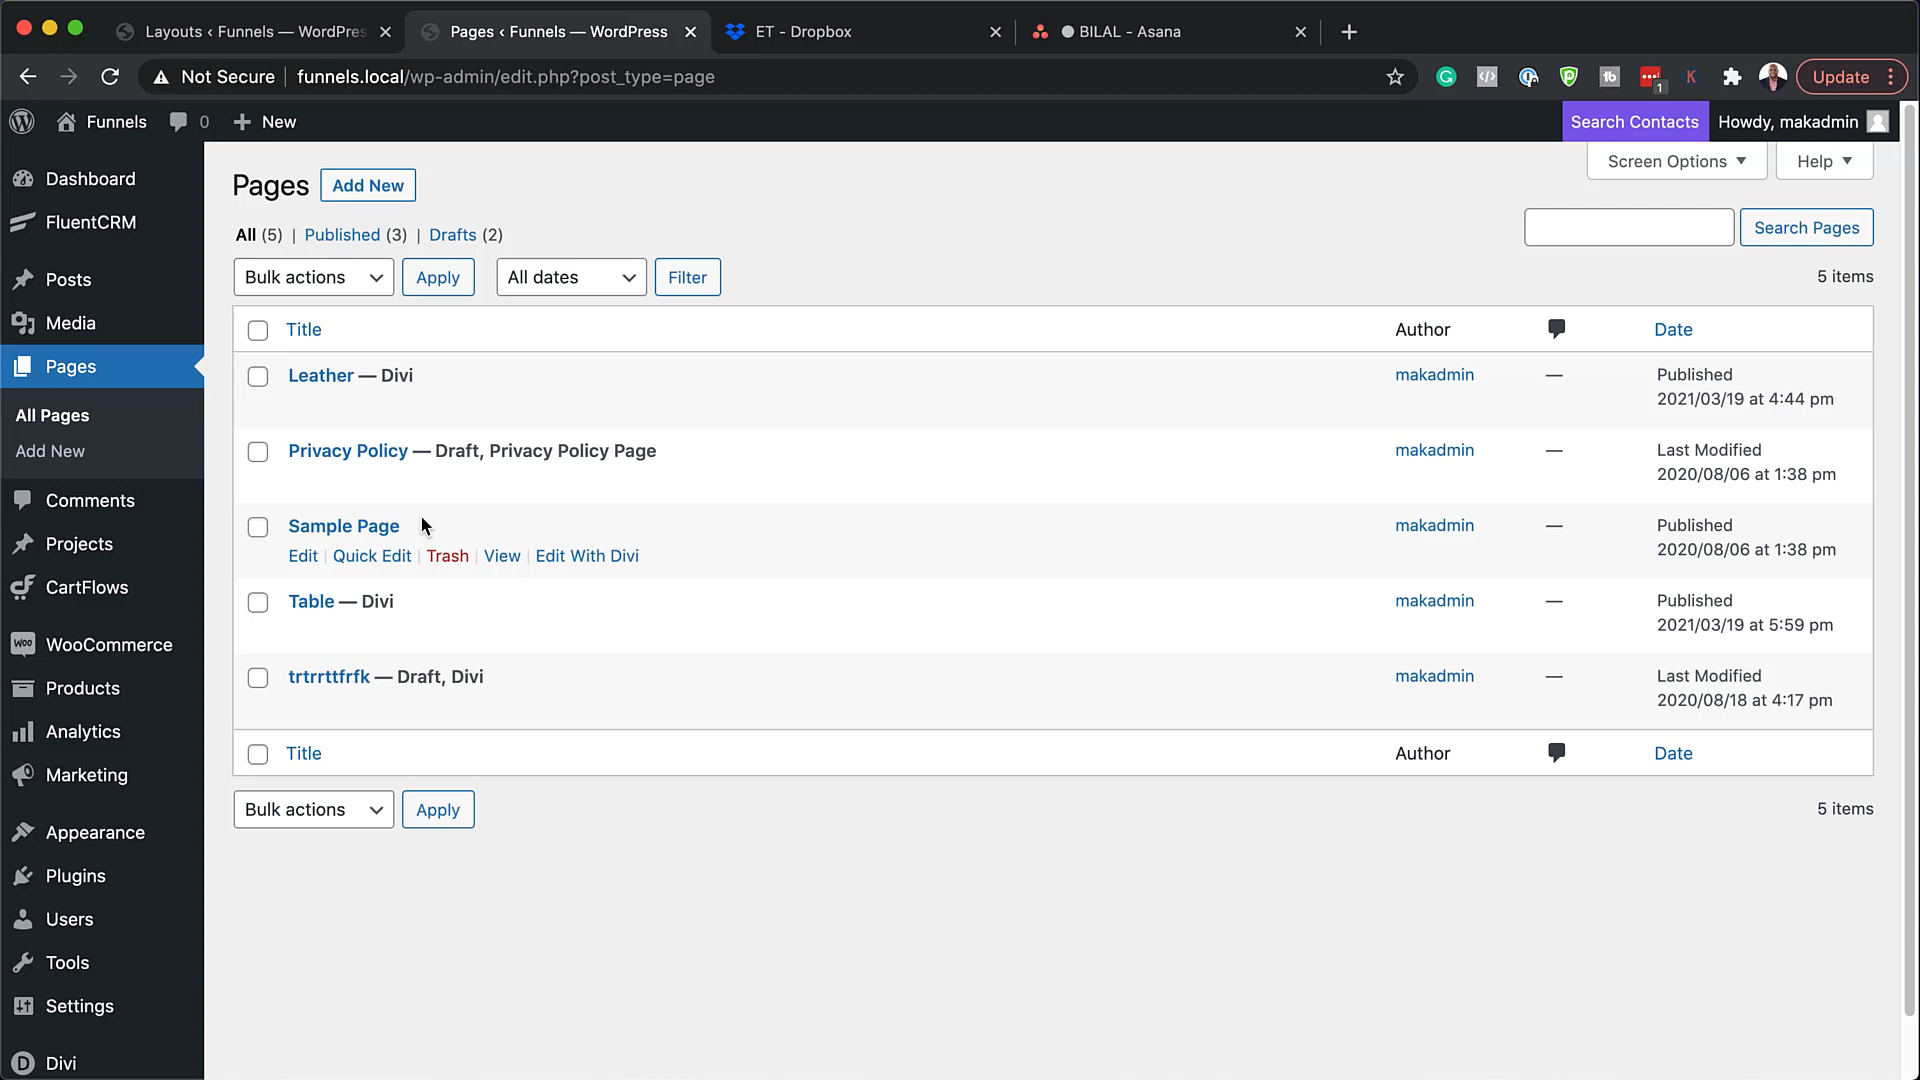 Layouts ‹ Funnels — WordPres
Pages ‹ Funnels — WordPress
ET - Dropbox
BILAL - Asana
Not Secure
funnels.local/wp-admin/edit.php?post_type=page
1
Update
Funnels
0
New
Search Contacts
Howdy, makadmin
Dashboard
FluentCRM
Posts
Media
Pages
All Pages
Add New
Comments
Projects
CartFlows
WooCommerce
Products
Analytics
Marketing
Appearance
Plugins
Users
Tools
Settings
Divi
Pages
Add New
Screen Options
Help
All (5) | Published (3) | Drafts (2)
Search Pages
Bulk actions
Apply
All dates
Filter
5 items
Title
Author
Date
Leather — Divi
makadmin
—
Published
2021/03/19 at 4:44 pm
Privacy Policy — Draft, Privacy Policy Page
makadmin
—
Last Modified
2020/08/06 at 1:38 pm
Sample Page
Edit | Quick Edit | Trash | View | Edit With Divi
makadmin
—
Published
2020/08/06 at 1:38 pm
Table — Divi
makadmin
—
Published
2021/03/19 at 5:59 pm
trtrrttfrfk — Draft, Divi
makadmin
—
Last Modified
2020/08/18 at 4:17 pm
Title
Author
Date
Bulk actions
Apply
5 items